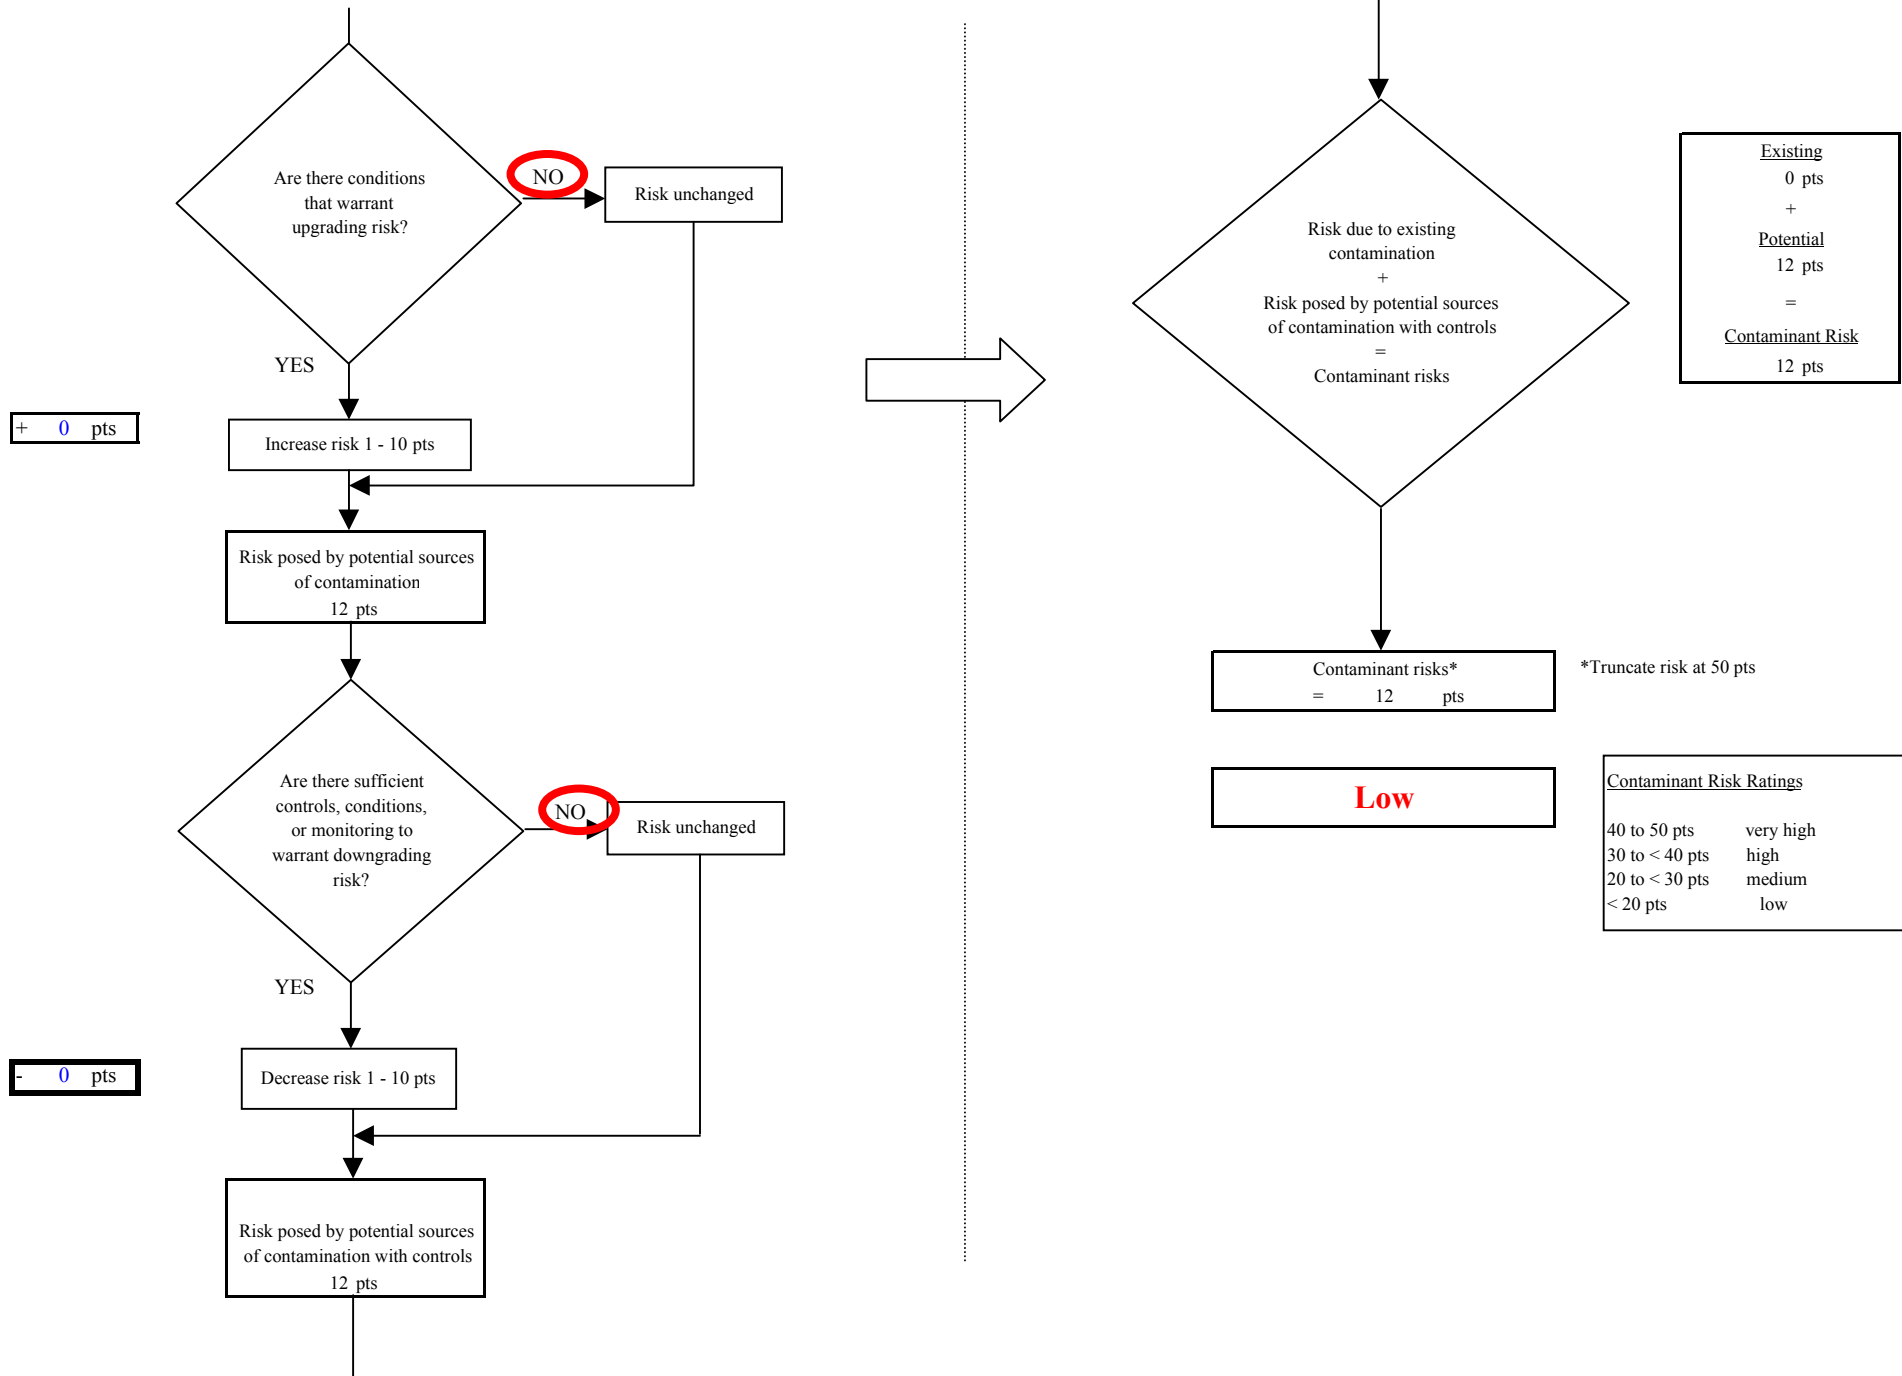 Are there conditions
that warrant
upgrading risk?
NO
Risk unchanged
YES
+ 0 pts
Increase risk 1 - 10 pts
Risk posed by potential sources
of contamination
12 pts
Are there sufficient
controls, conditions,
or monitoring to
warrant downgrading
risk?
NO
Risk unchanged
YES
- 0 pts
Decrease risk 1 - 10 pts
Risk posed by potential sources
of contamination with controls
12 pts
Risk due to existing
contamination
+
Risk posed by potential sources
of contamination with controls
=
Contaminant risks
Existing
0 pts
+
Potential
12 pts
=
Contaminant Risk
12 pts
Contaminant risks*
= 12 pts
*Truncate risk at 50 pts
Low
Contaminant Risk Ratings
40 to 50 pts very high
30 to < 40 pts high
20 to < 30 pts medium
< 20 pts low